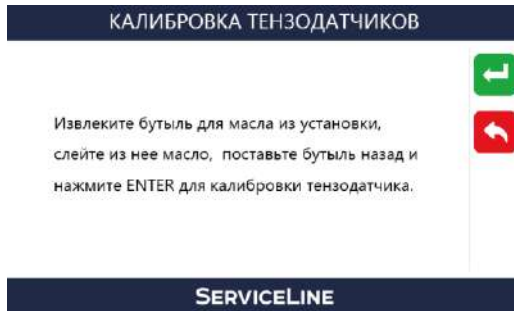 КАЛИБРОВКА ТЕНЗОДАТЧИКОВ
Извлеките бутыль для масла из установки,
слейте из нее масло, поставьте бутыль назад и
нажмите ENTER для калибровки тензодатчика.
SERVICELINE